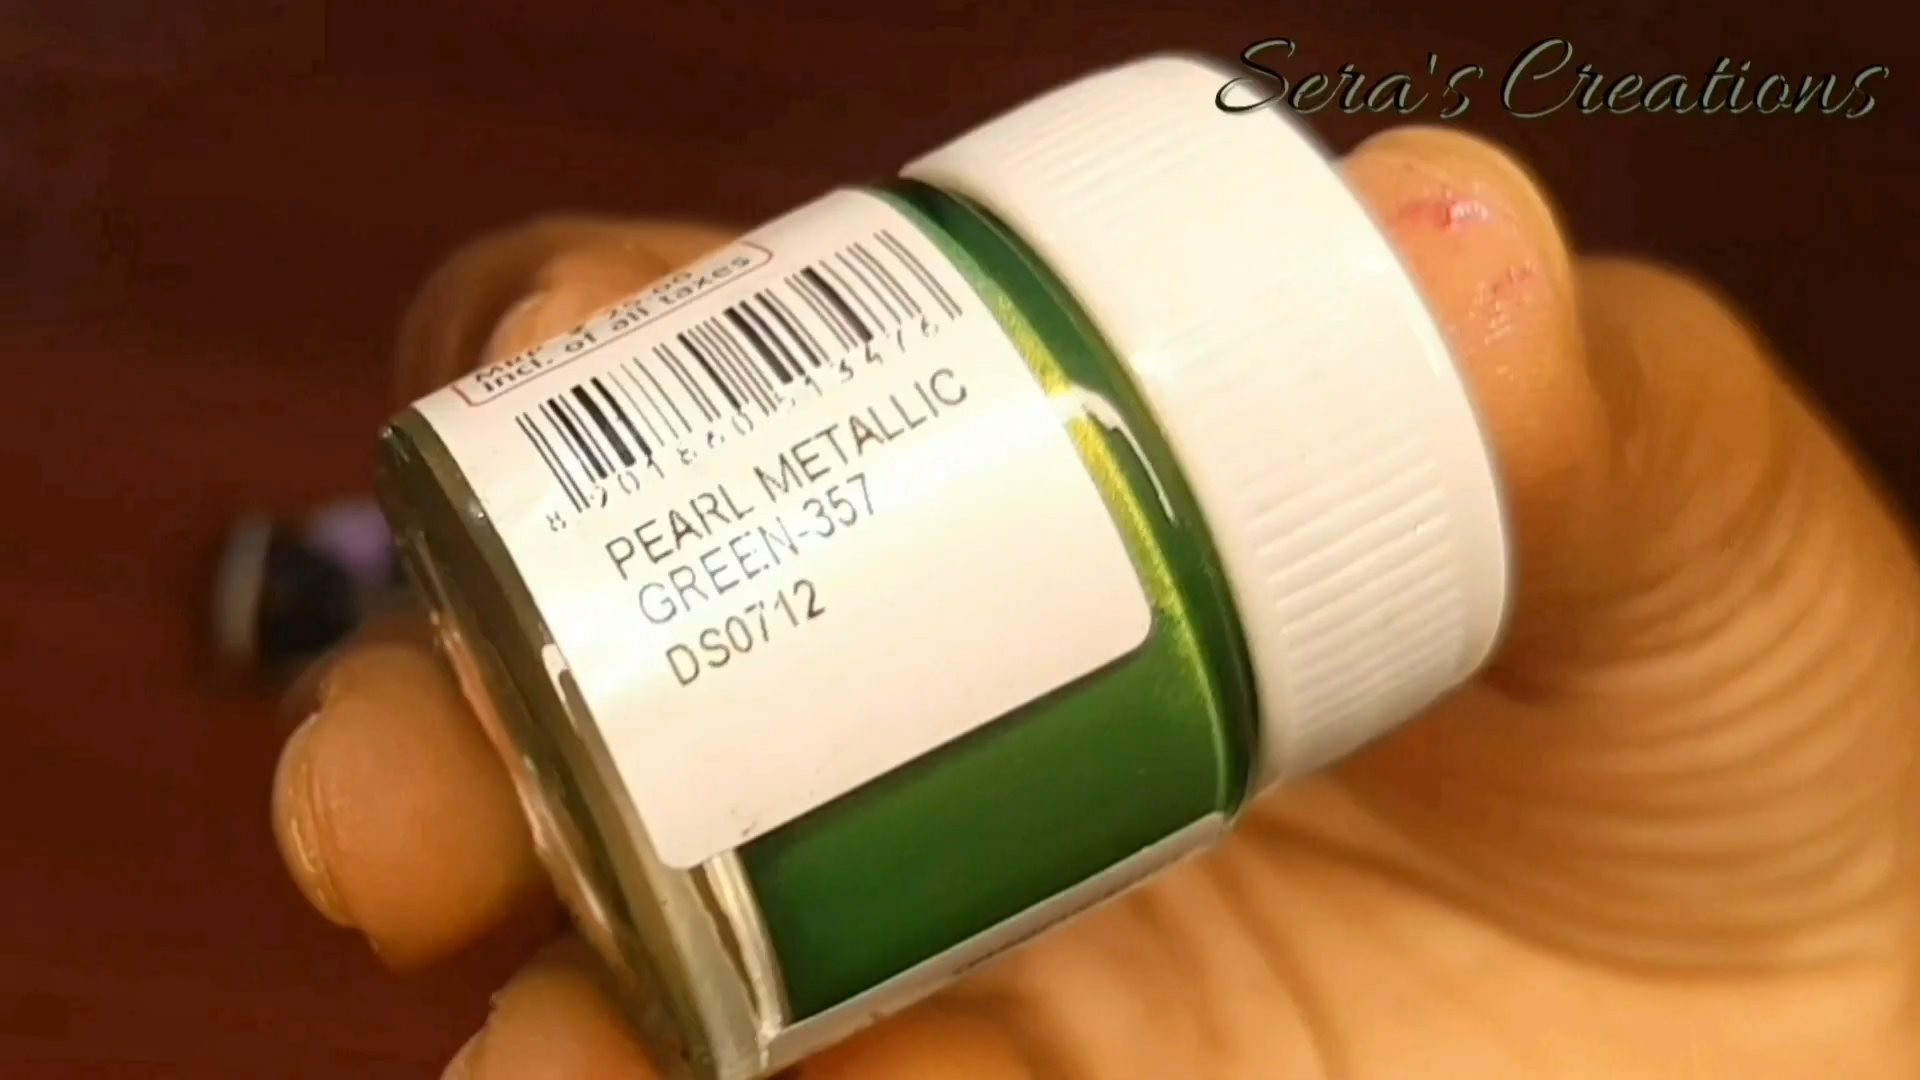 Sera's Creations
incl. of all taxes
PEARL METALLIC
GREEN-357
DS0712